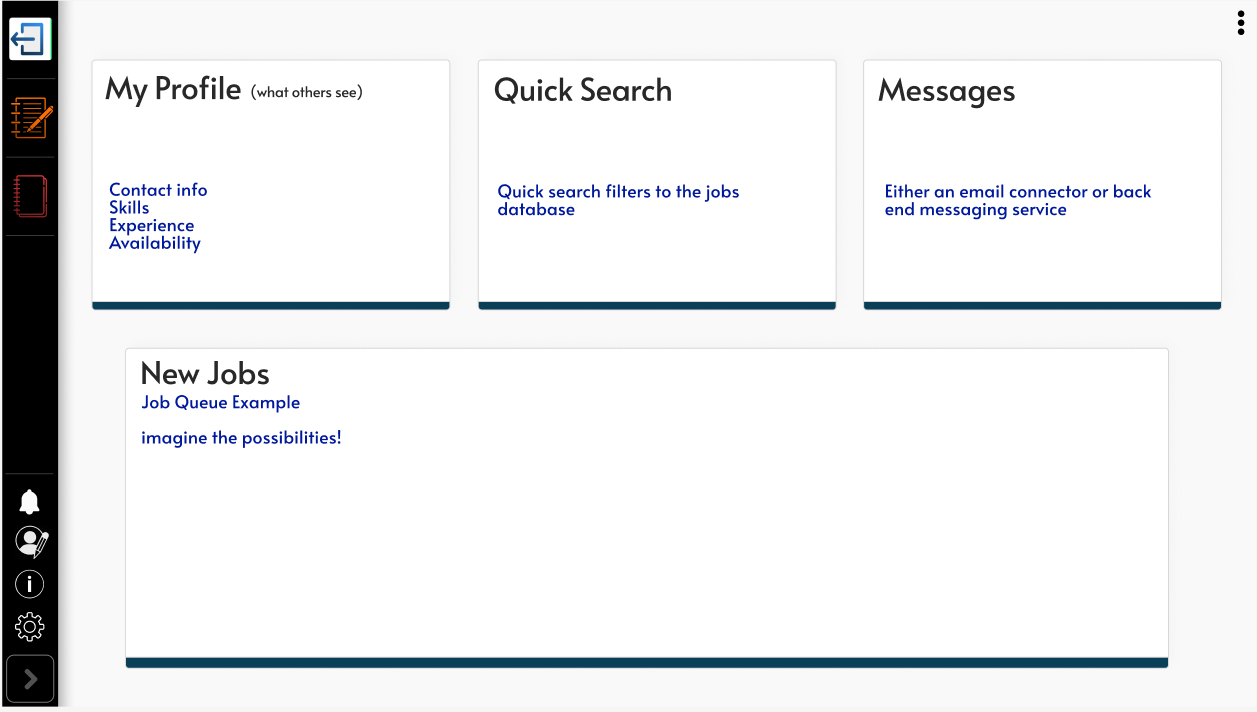 My Profile (what others see)
Contact info
Skills
Experience
Availability
Quick Search
Quick search filters to the jobs
database
Messages
Either an email connector or back
end messaging service
New Jobs
Job Queue Example
imagine the possibilities!